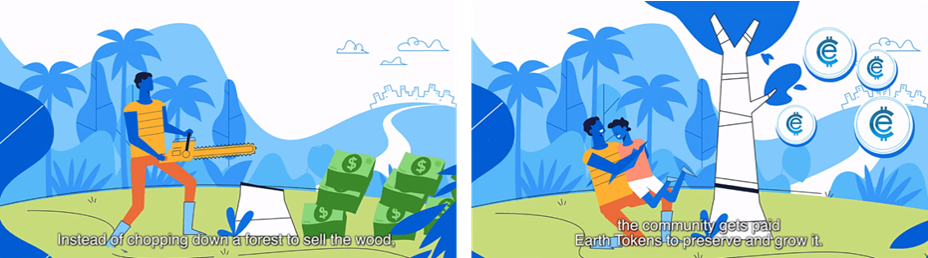 Instead of chopping down a forest to sell the wood,
the community gets paid
Earth Tokens to preserve and grow it.